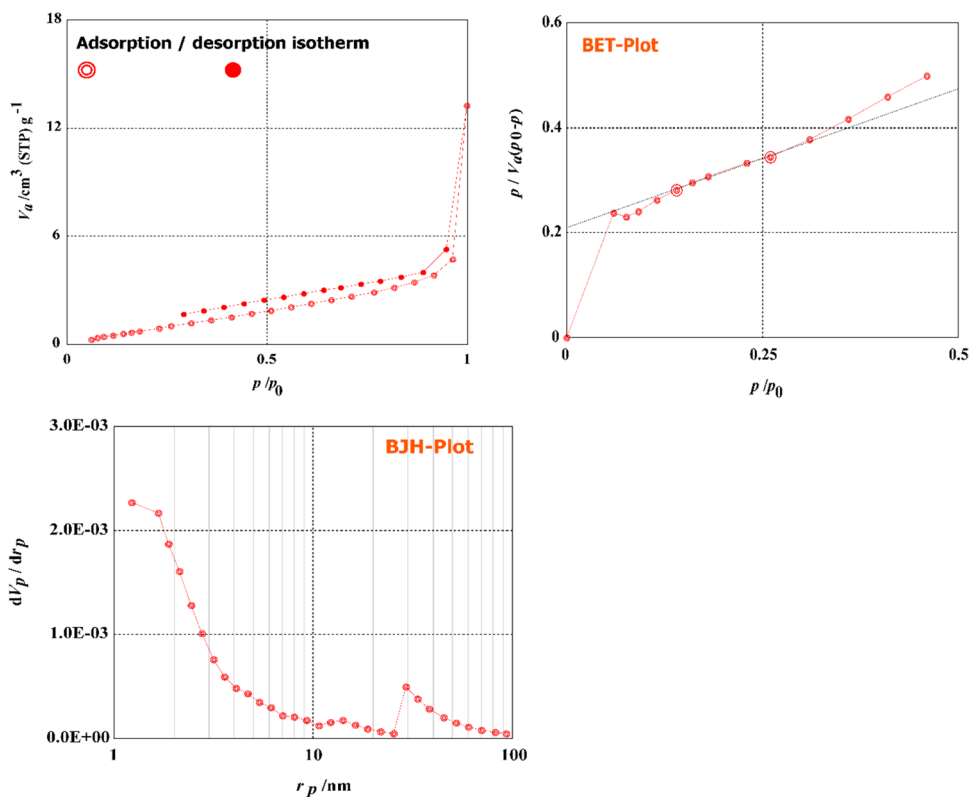 Adsorption / desorption isotherm
18
12
6
0
Va /cm3 (STP) g-1
0
0.5
1
p /p0
BET-Plot
0.6
0.4
0.2
0
p / Va(p0-p)
0
0.25
0.5
p /p0
BJH-Plot
3.0E-03
2.0E-03
1.0E-03
0.0E+00
dVp / drp
1
10
100
r p /nm